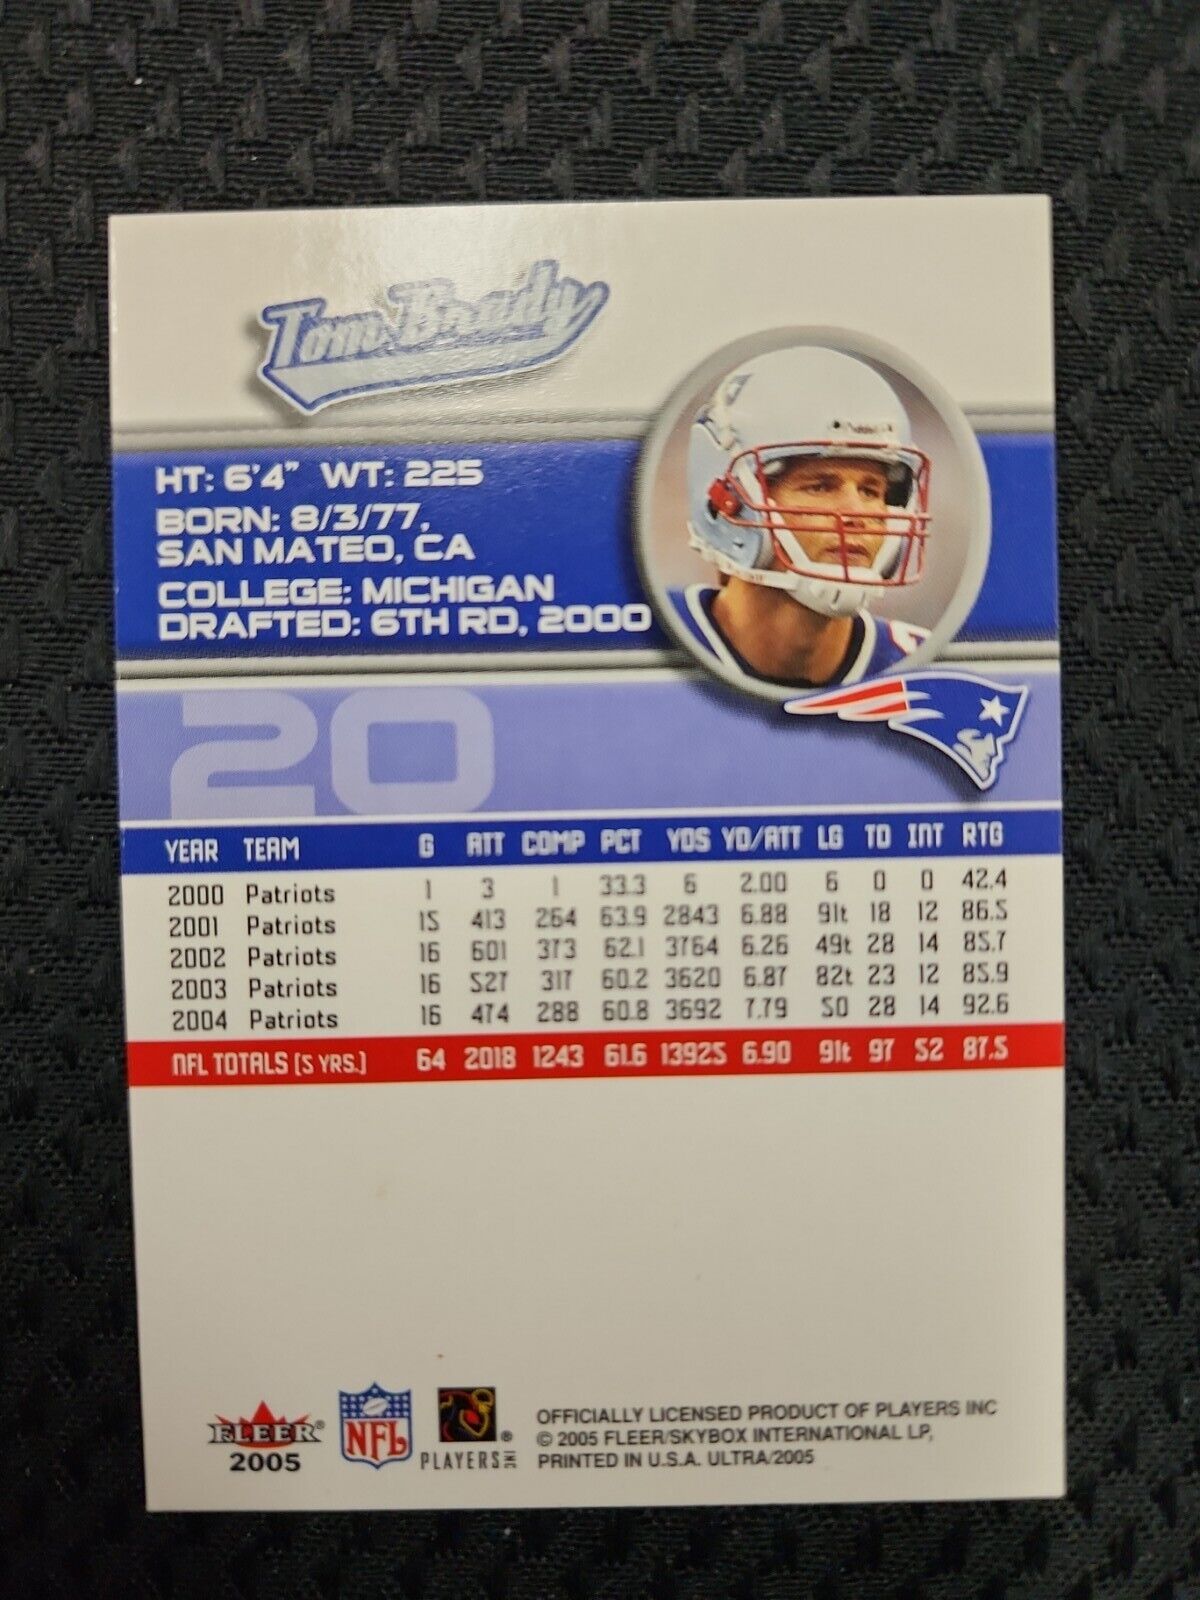 Tom Brady
Riddell
HT: 6'4" WT: 225
BORN: 8/3/77,
SAN MATEO, CA
COLLEGE: MICHIGAN
DRAFTED: 6TH RD, 2000
20
YEAR TEAM G ATT COMP PCT YDS YD/ATT LG TD INT RTG
2000 Patriots 1 3 1 33.3 6 2.00 6 0 0 42.4
2001 Patriots 15 413 264 63.9 2843 6.88 91t 18 12 86.5
2002 Patriots 16 601 373 62.1 3764 6.26 49t 28 14 85.7
2003 Patriots 16 527 317 60.2 3620 6.87 82t 23 12 85.9
2004 Patriots 16 474 288 60.8 3692 7.79 50 28 14 92.6
NFL TOTALS [5 YRS.] 64 2018 1243 61.6 13925 6.90 91t 97 52 87.5
FLEER®
2005
NFL
PLAYERS INC ®
OFFICIALLY LICENSED PRODUCT OF PLAYERS INC
© 2005 FLEER/SKYBOX INTERNATIONAL LP,
PRINTED IN U.S.A. ULTRA/2005